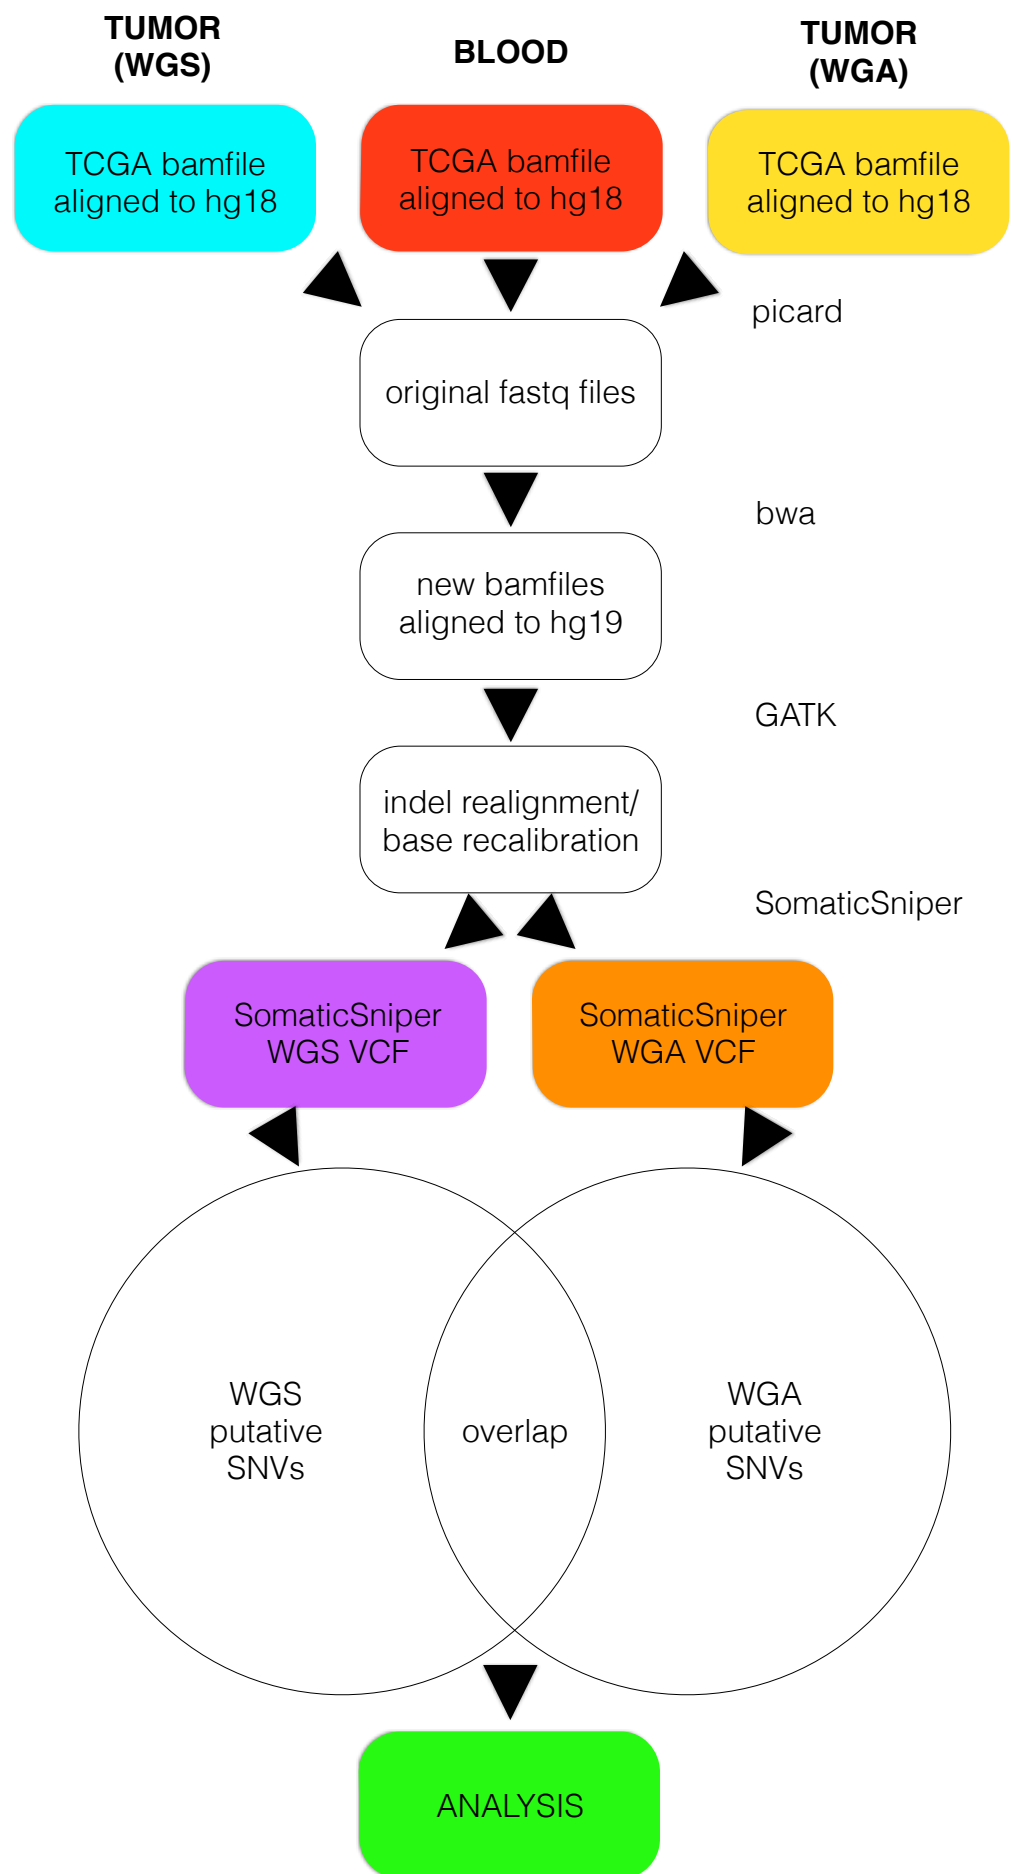 TUMOR
(WGS)
BLOOD
TUMOR
(WGA)
TCGA bamfile
aligned to hg18
TCGA bamfile
aligned to hg18
TCGA bamfile
aligned to hg18
picard
original fastq files
bwa
new bamfiles
aligned to hg19
GATK
indel realignment/
base recalibration
SomaticSniper
SomaticSniper
WGS VCF
SomaticSniper
WGA VCF
WGS
putative
SNVs
overlap
WGA
putative
SNVs
ANALYSIS